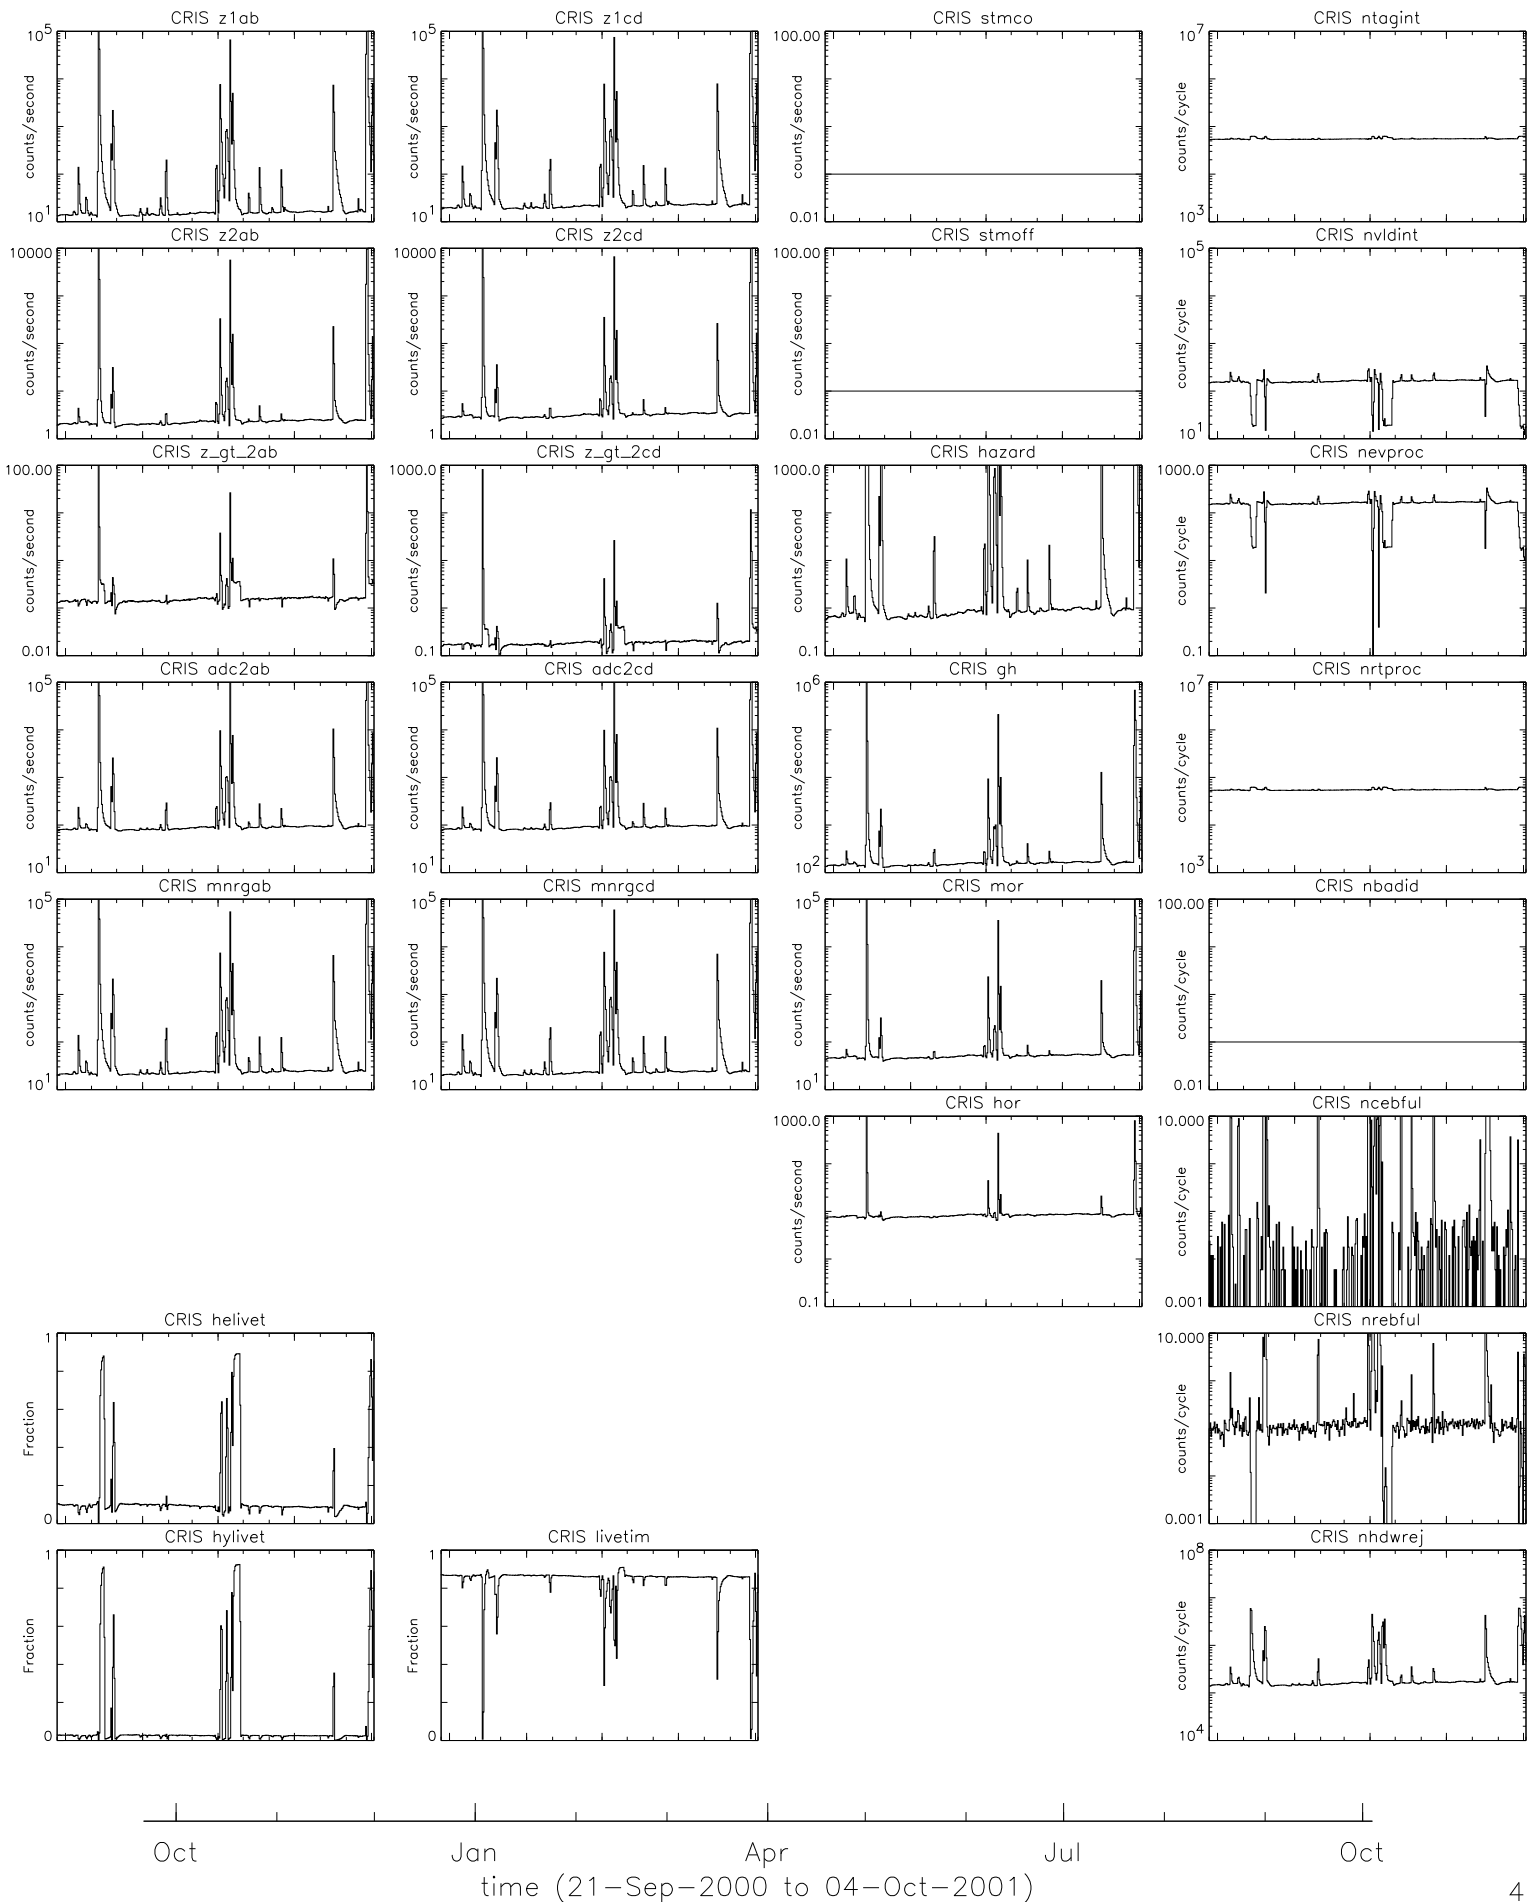 CRIS z1ab
10^5
counts/second
10^1
CRIS z1cd
10^5
counts/second
10^1
CRIS stmco
100.00
counts/second
0.01
CRIS ntagint
10^7
counts/cycle
10^3
CRIS z2ab
10000
counts/second
1
CRIS z2cd
10000
counts/second
1
CRIS stmoff
100.00
counts/second
0.01
CRIS nvldint
10^5
counts/cycle
10^1
CRIS z_gt_2ab
100.00
counts/second
0.01
CRIS z_gt_2cd
1000.0
counts/second
0.1
CRIS hazard
1000.0
counts/second
0.1
CRIS nevproc
1000.0
counts/cycle
0.1
CRIS adc2ab
10^5
counts/second
10^1
CRIS adc2cd
10^5
counts/second
10^1
CRIS gh
10^6
counts/second
10^2
CRIS nrtproc
10^7
counts/cycle
10^3
CRIS mnrgab
10^5
counts/second
10^1
CRIS mnrgcd
10^5
counts/second
10^1
CRIS mor
10^5
counts/second
10^1
CRIS nbadid
100.00
counts/cycle
0.01
CRIS hor
1000.0
counts/second
0.1
CRIS ncebful
10.000
counts/cycle
0.001
CRIS helivet
1
Fraction
0
CRIS nrebful
10.000
counts/cycle
0.001
CRIS hylivet
1
Fraction
0
CRIS livetim
1
Fraction
0
CRIS nhdwrej
10^8
counts/cycle
10^4
Oct Jan Apr Jul Oct
time (21-Sep-2000 to 04-Oct-2001)
4